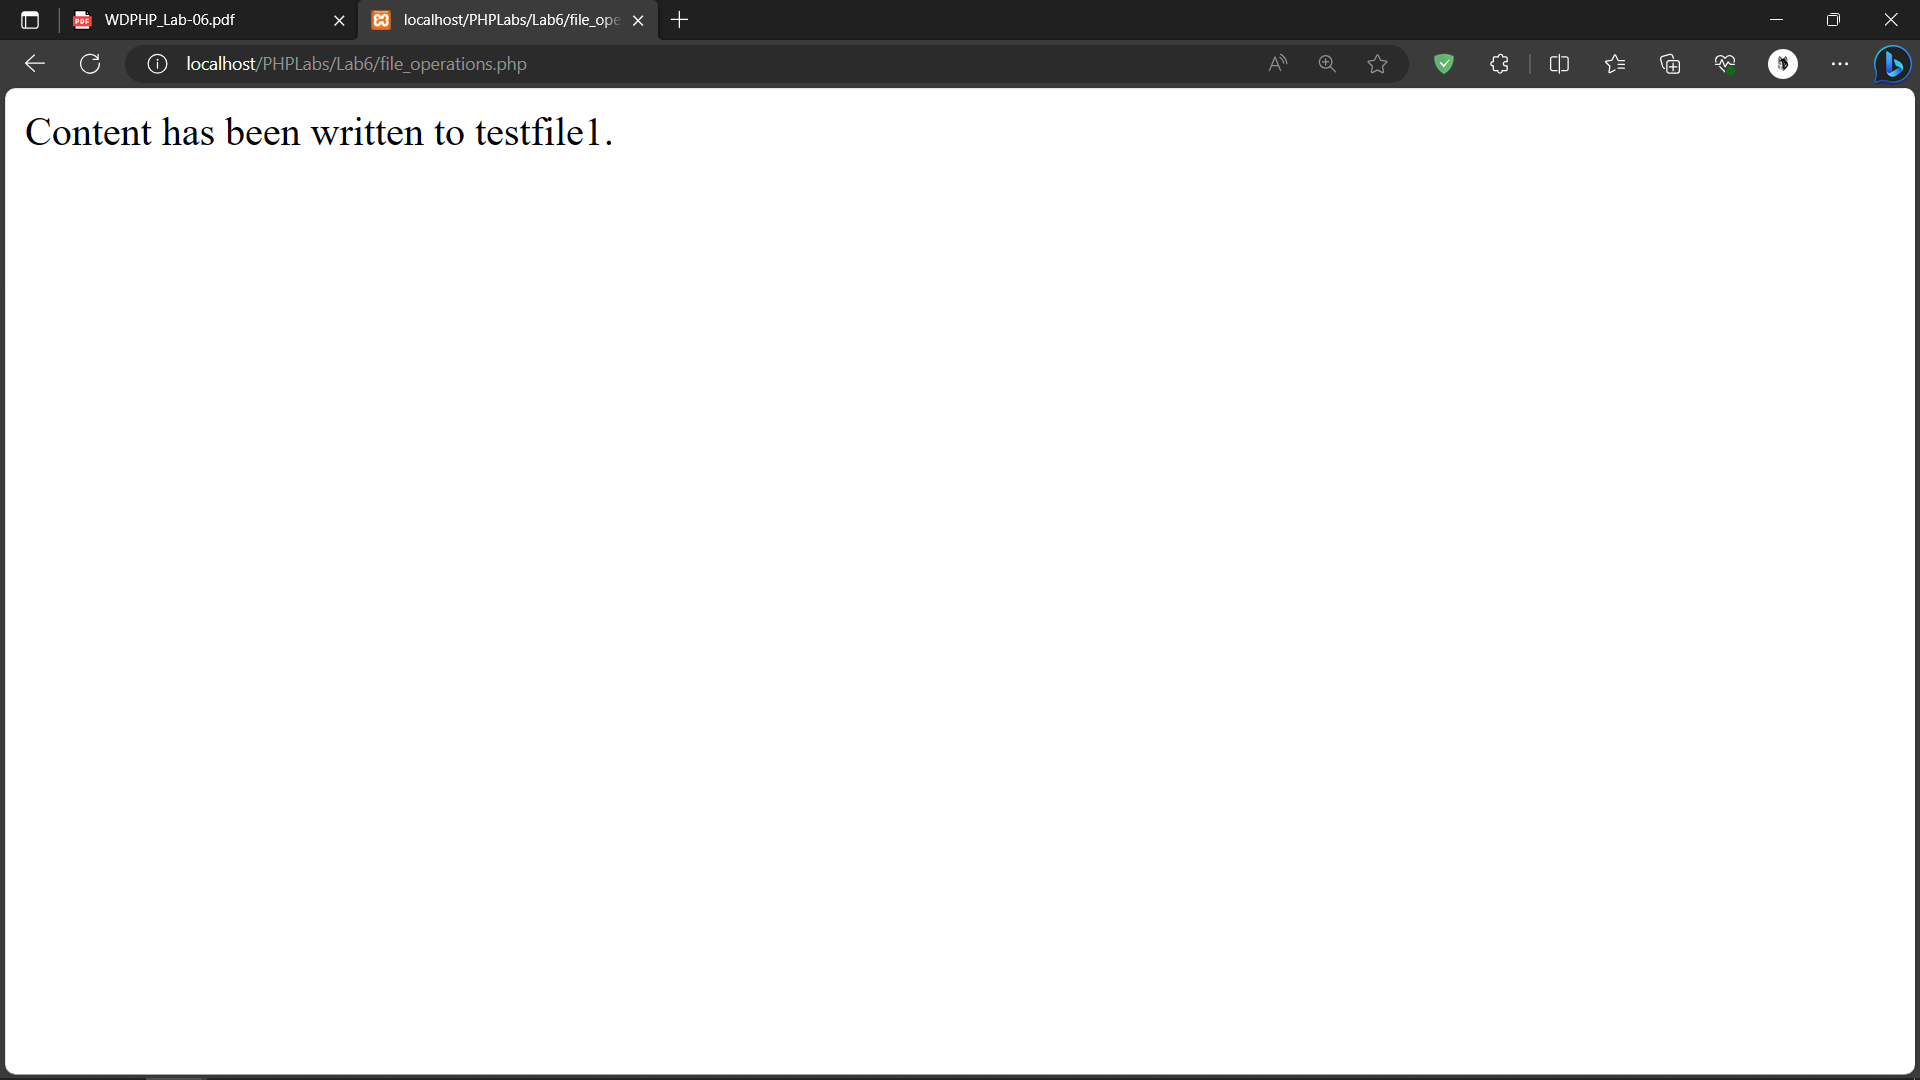 WDPHP_Lab-06.pdf
localhost/PHPLabs/Lab6/file_ope
localhost/PHPLabs/Lab6/file_operations.php
Content has been written to testfile1.